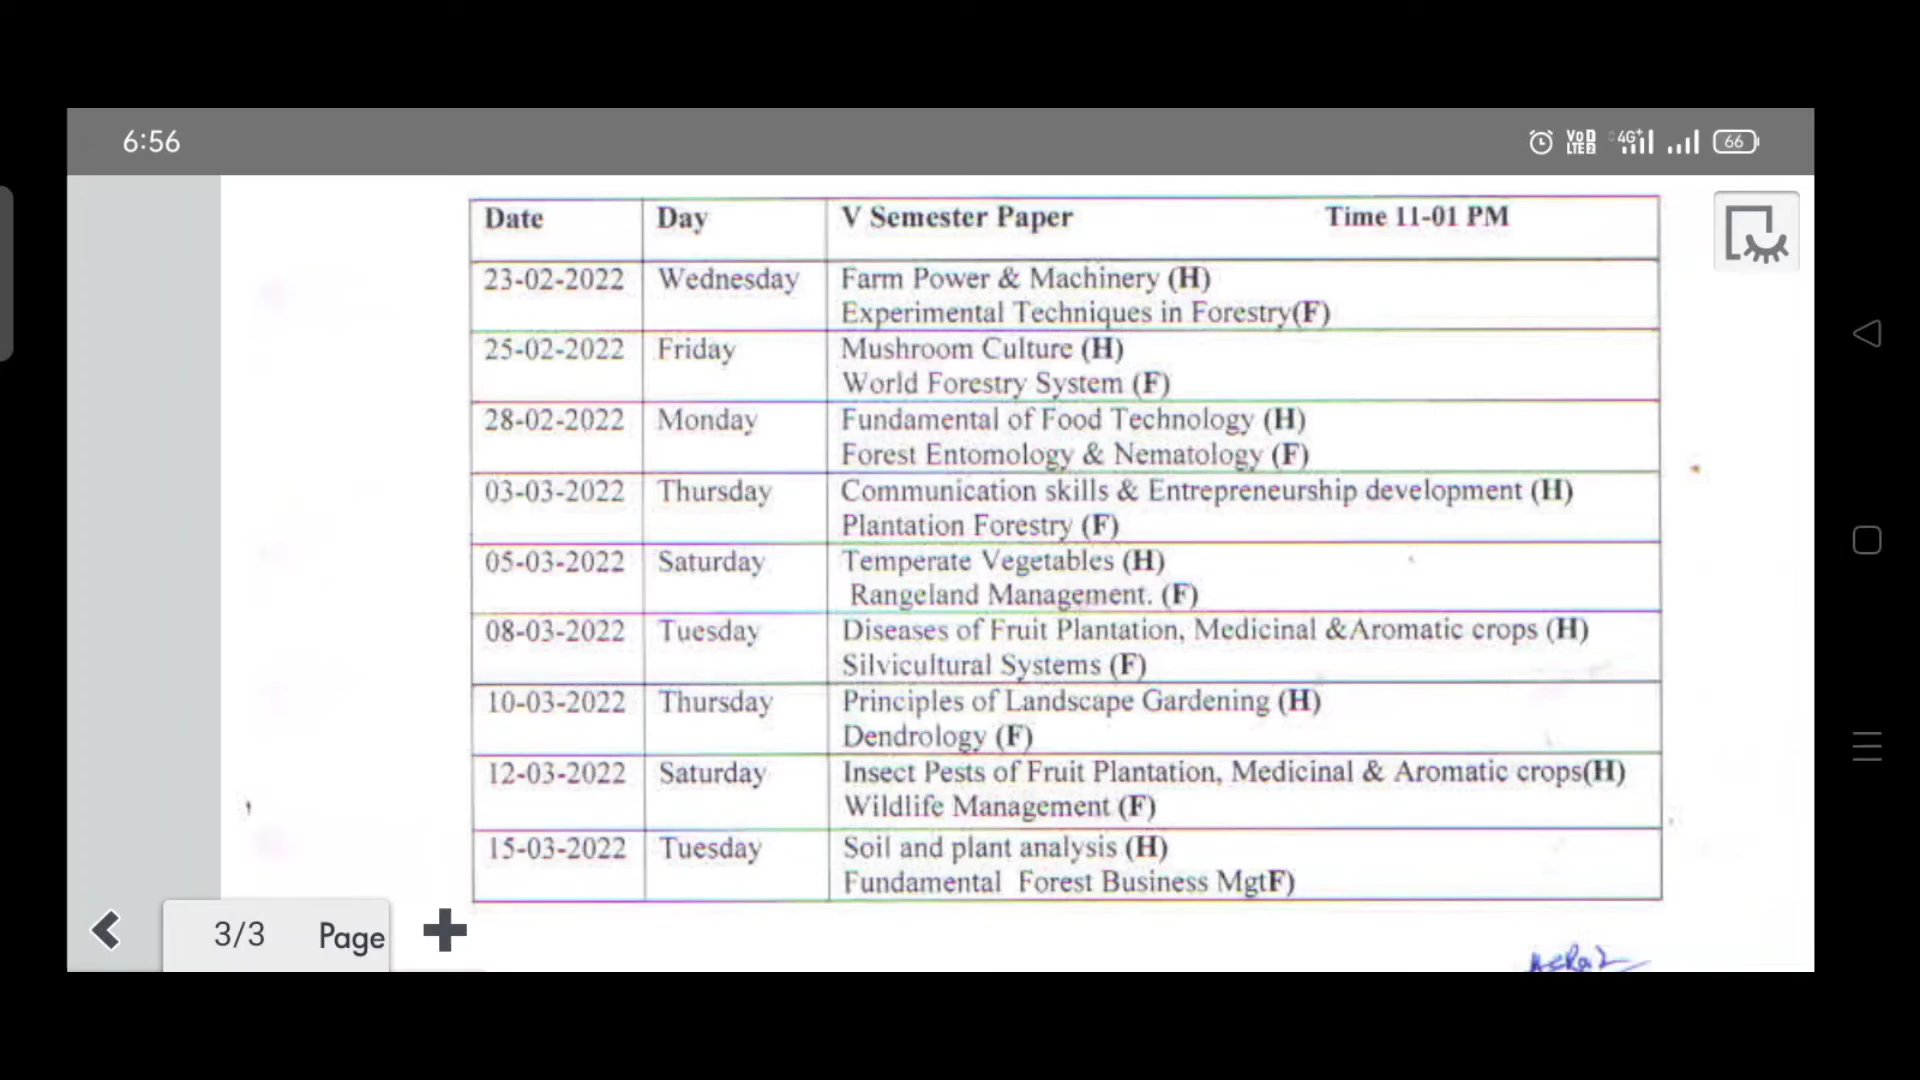 6:56
VoD LTE2 4G+ 66
Date Day V Semester Paper Time 11-01 PM
23-02-2022 Wednesday Farm Power & Machinery (H)
Experimental Techniques in Forestry(F)
25-02-2022 Friday Mushroom Culture (H)
World Forestry System (F)
28-02-2022 Monday Fundamental of Food Technology (H)
Forest Entomology & Nematology (F)
03-03-2022 Thursday Communication skills & Entrepreneurship development (H)
Plantation Forestry (F)
05-03-2022 Saturday Temperate Vegetables (H)
Rangeland Management. (F)
08-03-2022 Tuesday Diseases of Fruit Plantation, Medicinal &Aromatic crops (H)
Silvicultural Systems (F)
10-03-2022 Thursday Principles of Landscape Gardening (H)
Dendrology (F)
12-03-2022 Saturday Insect Pests of Fruit Plantation, Medicinal & Aromatic crops(H)
Wildlife Management (F)
15-03-2022 Tuesday Soil and plant analysis (H)
Fundamental Forest Business MgtF)
3/3 Page